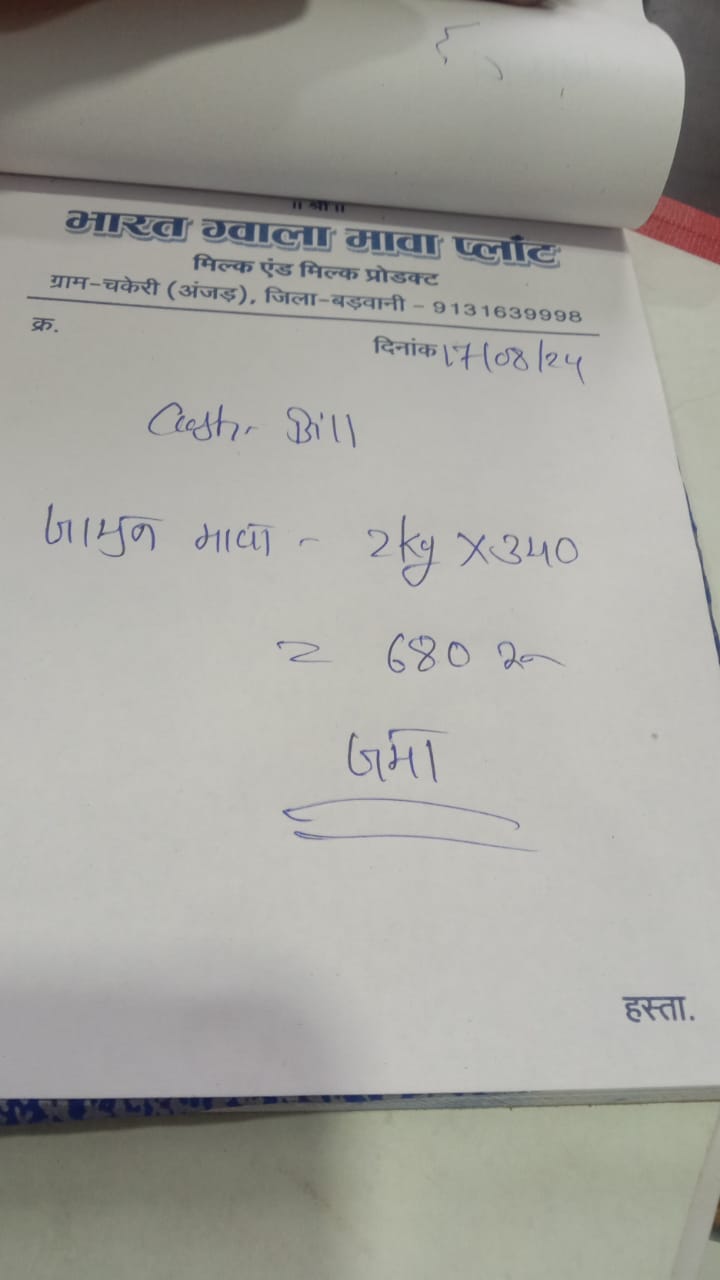 ॥ श्री ॥
भारत ग्वाला मावा प्लांट
मिल्क एंड मिल्क प्रोडक्ट
ग्राम-चकेरी (अंजड़), जिला-बड़वानी - 9131639998
क्र.
दिनांक 17/08/24
Cash Bill
जामुन मावा - 2kg X 340
= 680 रु
जमा
हस्ता.